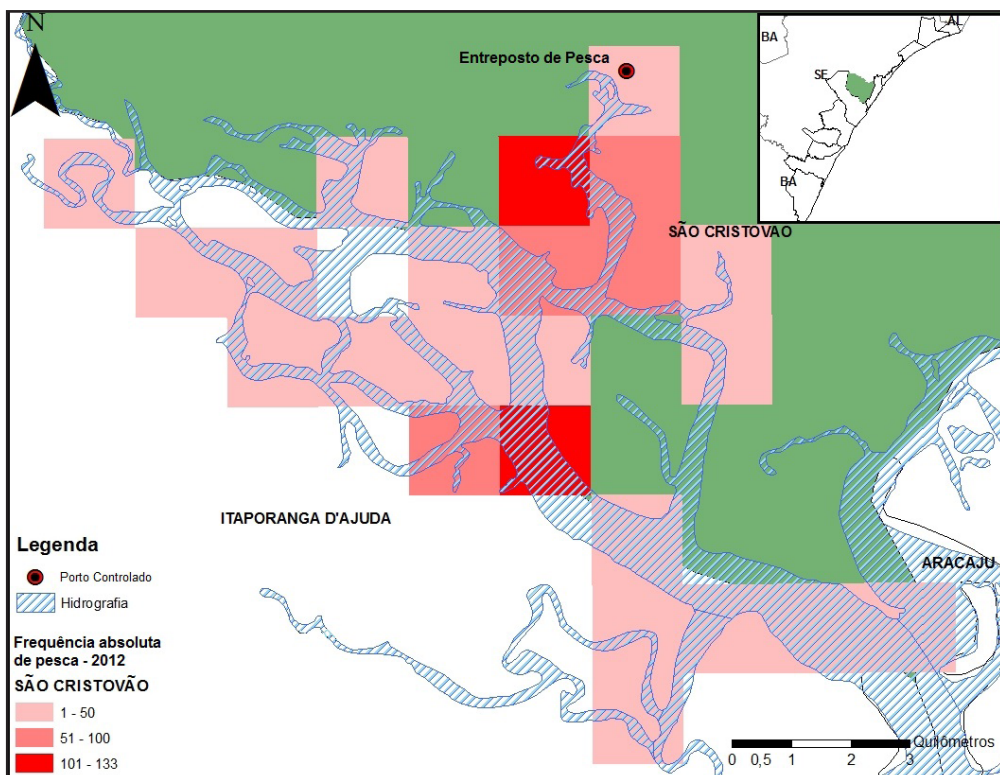 N
Entreposto de Pesca
BA
AL
SE
BA
SÃO CRISTOVÃO
ITAPORANGA D'AJUDA
ARACAJU
Legenda
Porto Controlado
Hidrografia
Frequência absoluta
de pesca - 2012
SÃO CRISTOVÃO
1 - 50
51 - 100
101 - 133
Quilômetros
0 0,5 1 2 3